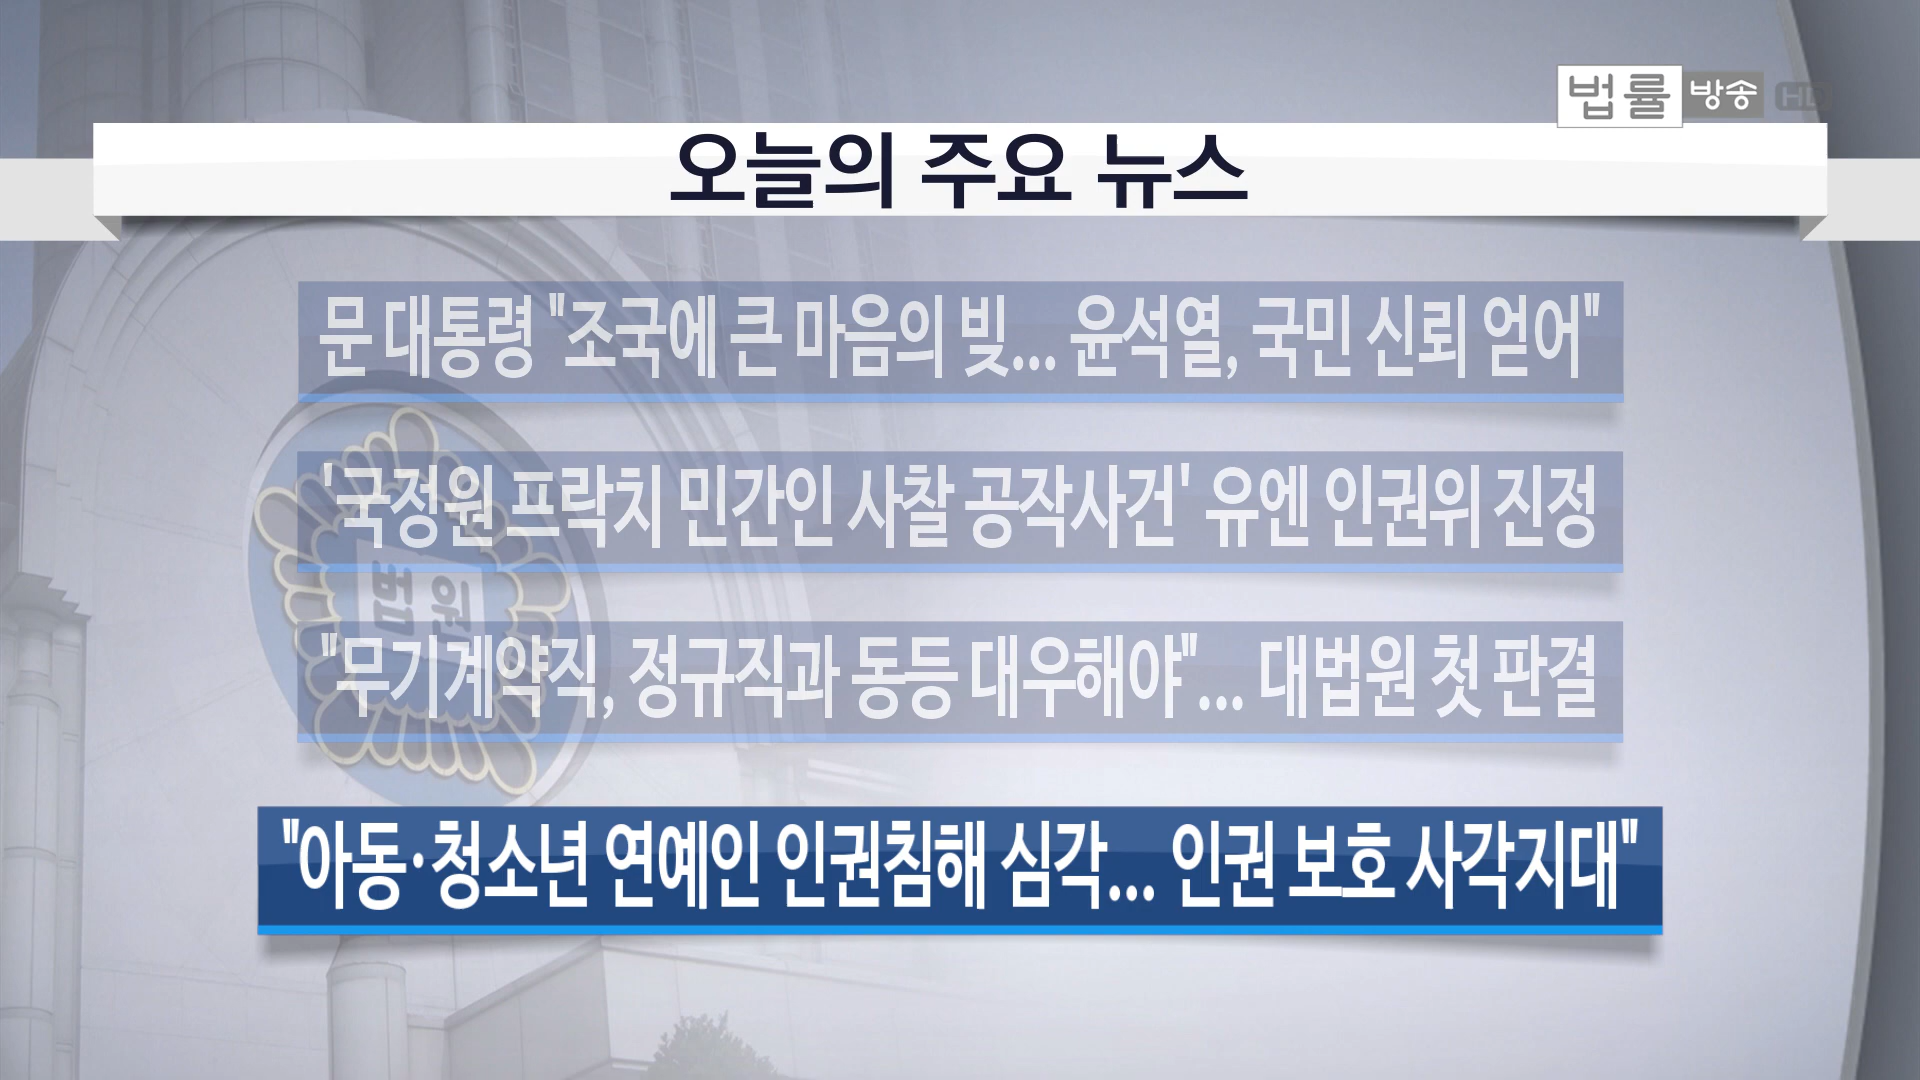 법률방송 HD
오늘의 주요 뉴스
문 대통령 "조국에 큰 마음의 빚... 윤석열, 국민 신뢰 얻어"
'국정원 프락치 민간인 사찰 공작사건' 유엔 인권위 진정
법원
"무기계약직, 정규직과 동등 대우해야"... 대법원 첫 판결
"아동·청소년 연예인 인권침해 심각... 인권 보호 사각지대"